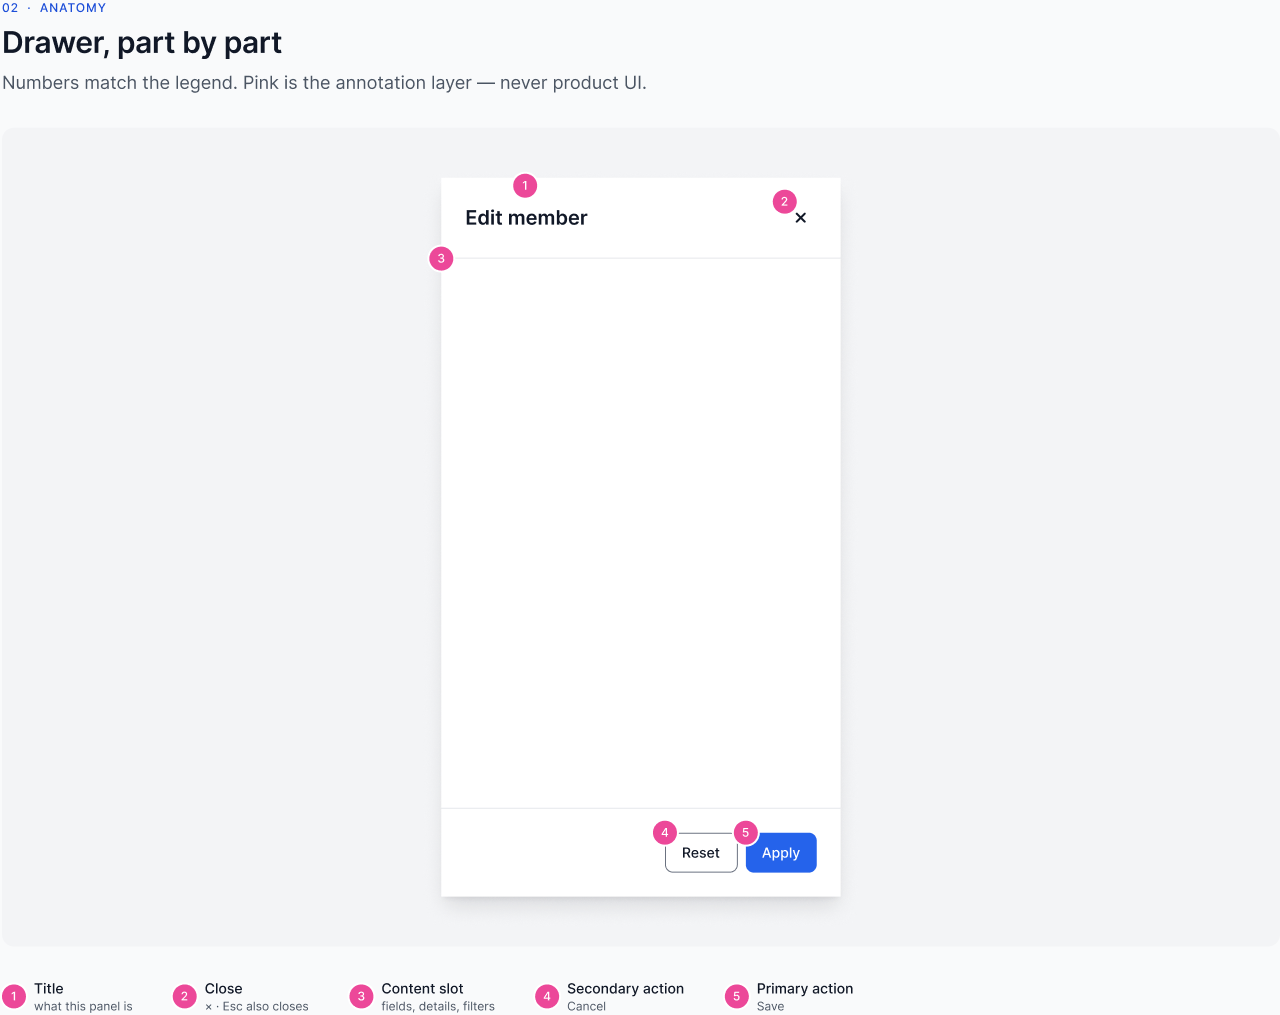 02 · ANATOMY
Drawer, part by part
Numbers match the legend. Pink is the annotation layer — never product UI.
1
2
Edit member ×
3
4 5
Reset Apply
1 Title
what this panel is
2 Close
× · Esc also closes
3 Content slot
fields, details, filters
4 Secondary action
Cancel
5 Primary action
Save